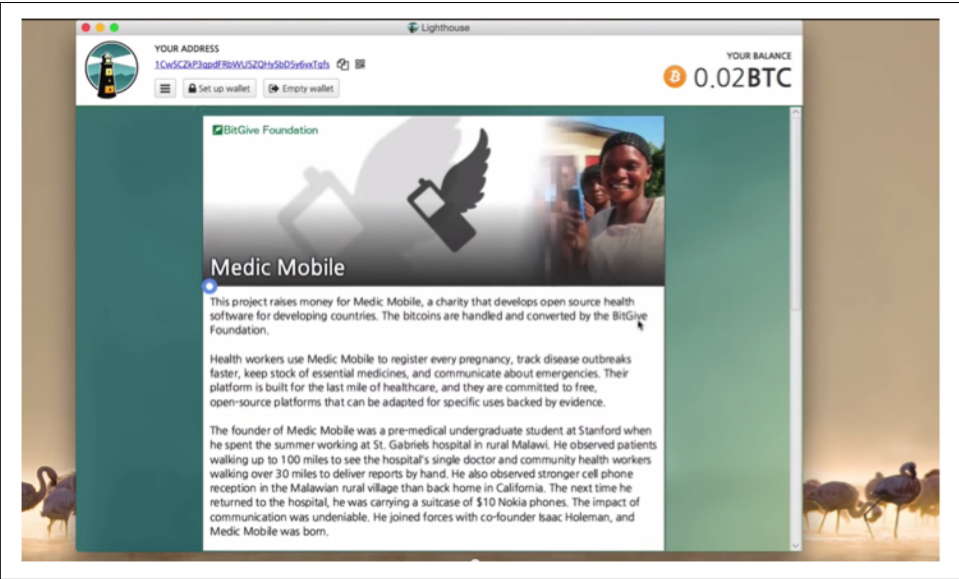 Lighthouse
YOUR ADDRESS
YOUR BALANCE
0.02BTC
Set up wallet
Empty wallet
BitGive Foundation
Medic Mobile
This project raises money for Medic Mobile, a charity that develops open source health
software for developing countries. The bitcoins are handled and converted by the BitGive
Foundation.
Health workers use Medic Mobile to register every pregnancy, track disease outbreaks
faster, keep stock of essential medicines, and communicate about emergencies. Their
platform is built for the last mile of healthcare, and they are committed to free,
open-source platforms that can be adapted for specific uses backed by evidence.
The founder of Medic Mobile was a pre-medical undergraduate student at Stanford when
he spent the summer working at St. Gabriels hospital in rural Malawi. He observed patients
walking up to 100 miles to see the hospital's single doctor and community health workers
walking over 30 miles to deliver reports by hand. He also observed stronger cell phone
reception in the Malawian rural village than back home in California. The next time he
returned to the hospital, he was carrying a suitcase of $10 Nokia phones. The impact of
communication was undeniable. He joined forces with co-founder Isaac Holeman, and
Medic Mobile was born.